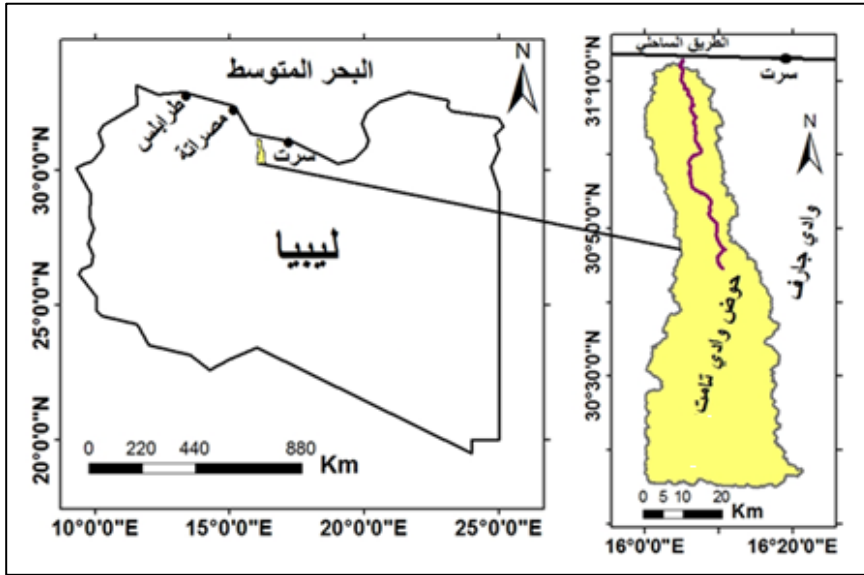 البحر المتوسط
N
طرابلس
مصراتة
سرت
ليبيا
30°0'0"N
25°0'0"N
20°0'0"N
0 220 440 880
Km
10°0'0"E 15°0'0"E 20°0'0"E 25°0'0"E
الطريق الساحلي
سرت
N
وادي جارف
حوض وادي تامت
31°10'0"N
30°50'0"N
30°30'0"N
0 5 10 20
Km
16°0'0"E 16°20'0"E